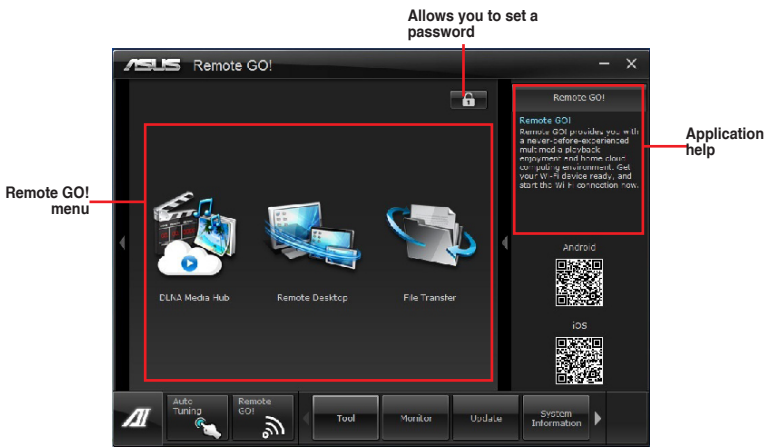 Allows you to set a
password
ASUS Remote GO!
Remote GO!
Remote GO!
Remote GO! provides you with
a never-before-experienced
multimedia playback
enjoyment and home cloud
computing environment. Get
your Wi-Fi device ready, and
start the Wi-Fi connection now.
Application
help
Remote GO!
menu
DLNA Media Hub
Remote Desktop
File Transfer
Android
iOS
AI
Auto
Tuning
Remote
GO!
Tool
Monitor
Update
System
Information